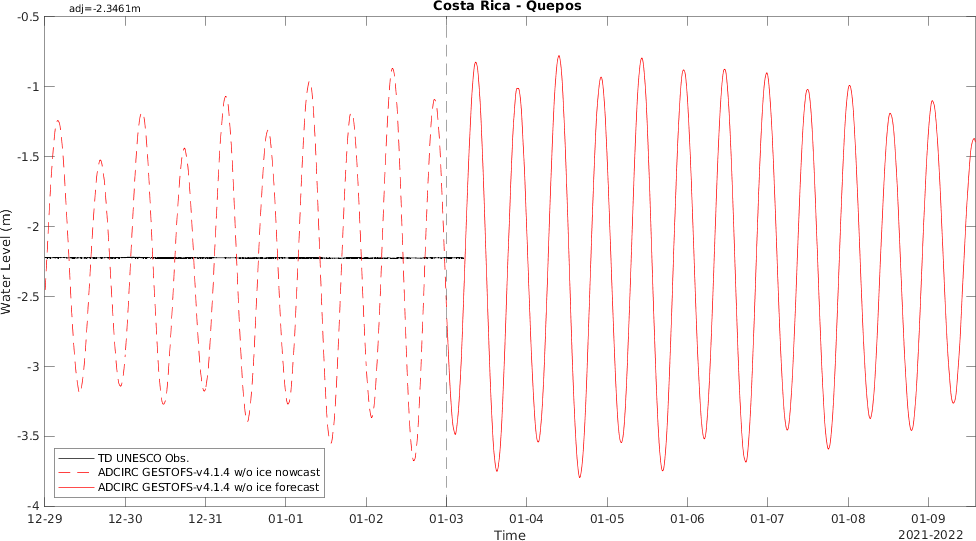 Costa Rica - Quepos
adj=-2.3461m
-0.5
-1
-1.5
-2
-2.5
-3
-3.5
-4
Water Level (m)
TD UNESCO Obs.
ADCIRC GESTOFS-v4.1.4 w/o ice nowcast
ADCIRC GESTOFS-v4.1.4 w/o ice forecast
12-29 12-30 12-31 01-01 01-02 01-03 01-04 01-05 01-06 01-07 01-08 01-09
Time
2021-2022